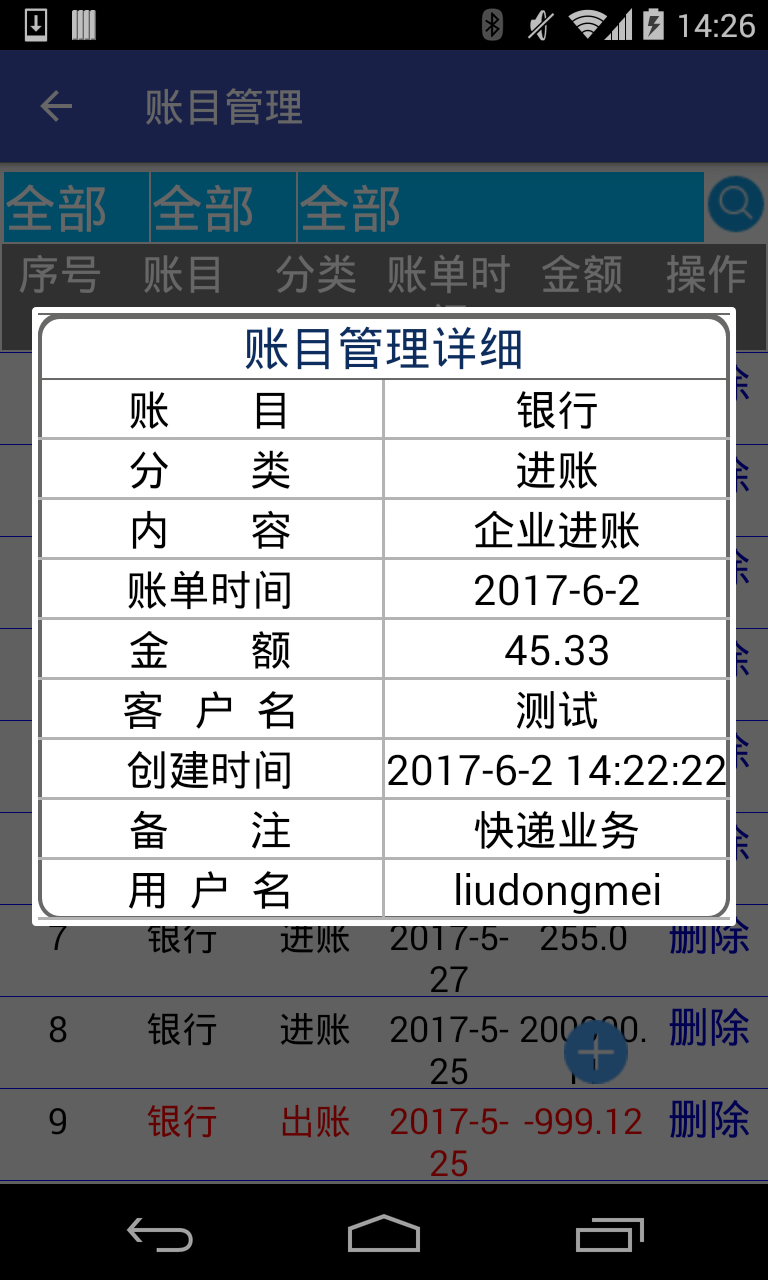 14:26
账目管理
全部 全部 全部
序号 账目 分类 账单时 金额 操作
账目管理详细
账 目 银行
分 类 进账
内 容 企业进账
账单时间 2017-6-2
金 额 45.33
客 户 名 测试
创建时间 2017-6-2 14:22:22
备 注 快递业务
用 户 名 liudongmei
7 银行 进账 2017-5- 255.0 删除
27
8 银行 进账 2017-5- 删除
25
9 银行 出账 2017-5- -999.12 删除
25